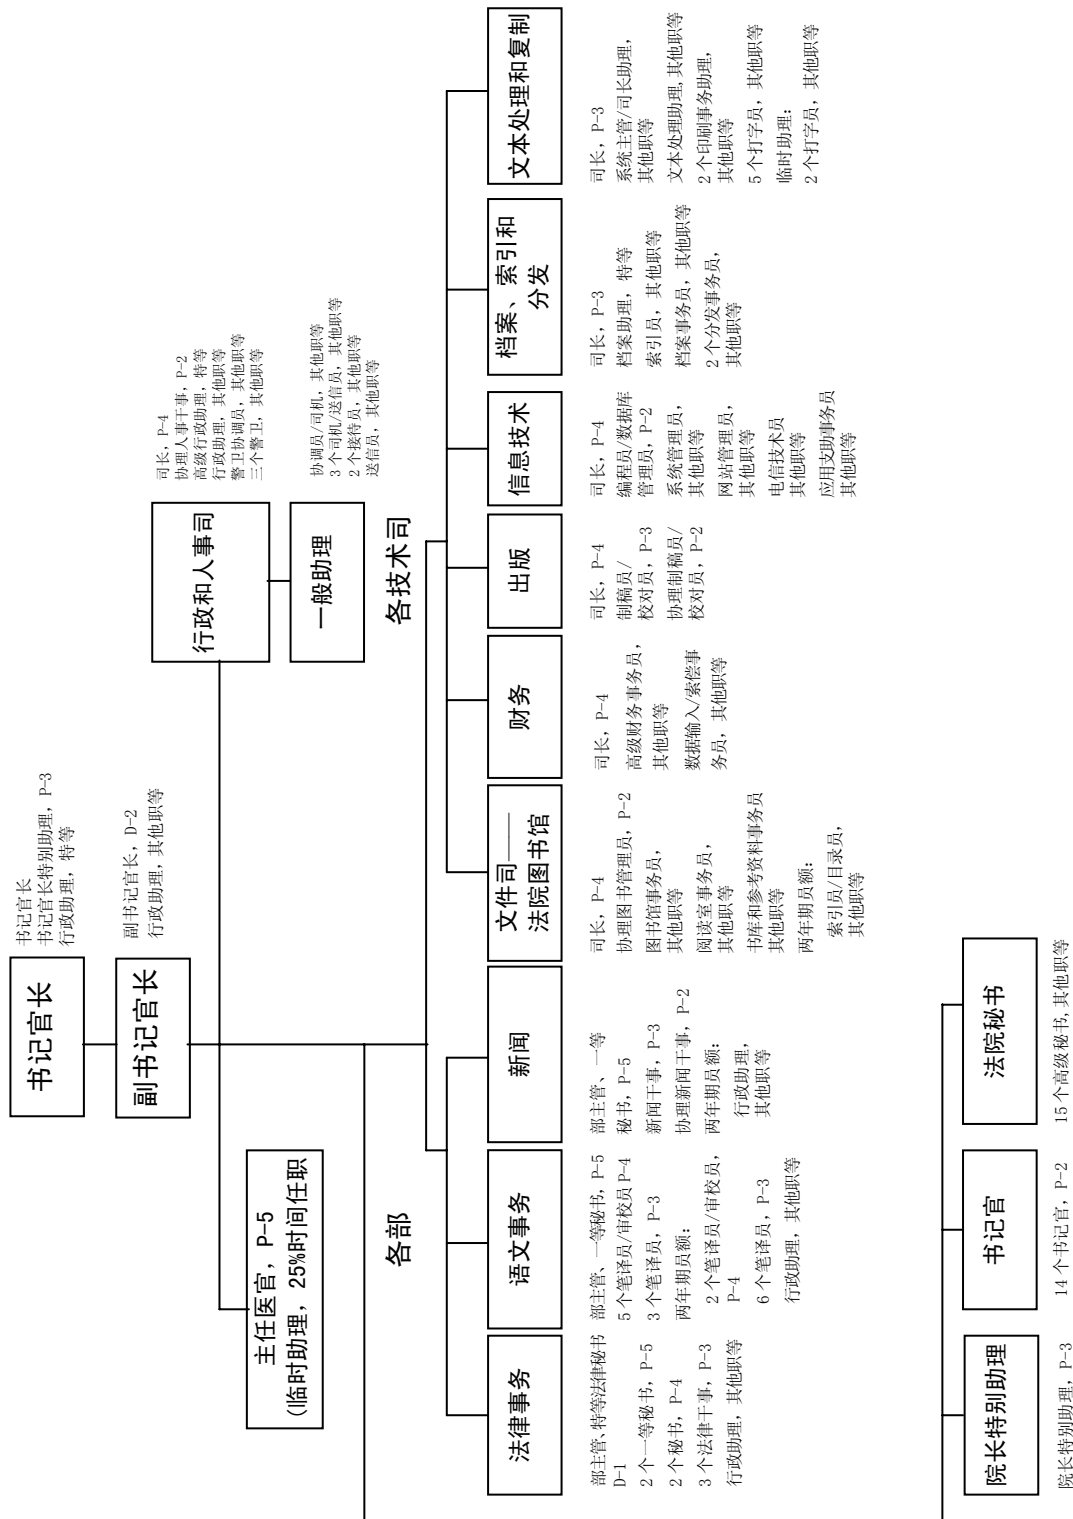 书记官长
书记官长
书记官长特别助理，P-3
行政助理，特等
副书记官长
副书记官长，D-2
行政助理，其他职等
主任医官，P-5
(临时助理，25%时间任职
行政和人事司
司长，P-4
协理人事干事，P-2
高级行政助理，特等
行政助理，其他职等
警卫协调员，其他职等
三个警卫，其他职等
一般助理
协调员/司机，其他职等
3个司机/送信员，其他职等
2个接待员，其他职等
送信员，其他职等
各部
各技术司
法律事务
部主管、特等法律秘书
D-1
2个一等秘书，P-5
2个秘书，P-4
3个法律干事，P-3
行政助理，其他职等
语文事务
部主管、一等秘书，P-5
5个笔译员/审校员P-4
3个笔译员，P-3
两年期员额：
2个笔译员/审校员，
P-4
6个笔译员，P-3
行政助理，其他职等
新闻
部主管、一等
秘书，P-5
新闻干事，P-3
协理新闻干事，P-2
两年期员额：
行政助理，
其他职等
文件司——
法院图书馆
司长，P-4
协理图书管理员，P-2
图书馆事务员，
其他职等
阅读室事务员，
其他职等
书库和参考资料事务员
其他职等
两年期员额：
索引员/目录员，
其他职等
财务
司长，P-4
高级财务事务员，
其他职等
数据输入/索偿事
务员，其他职等
出版
司长，P-4
制稿员/
校对员，P-3
协理制稿员/
校对员，P-2
信息技术
司长，P-4
编程员/数据库
管理员，P-2
系统管理员，
其他职等
网站管理员，
其他职等
电信技术员
其他职等
应用支助事务员
其他职等
档案、索引和
分发
司长，P-3
档案助理，特等
索引员，其他职等
档案事务员，其他职等
2个分发事务员，
其他职等
文本处理和复制
司长，P-3
系统主管/司长助理，
其他职等
文本处理助理,其他职等
2个印刷事务助理，
其他职等
5个打字员，其他职等
临时助理：
2个打字员，其他职等
院长特别助理
院长特别助理，P-3
书记官
14个书记官，P-2
法院秘书
15个高级秘书,其他职等